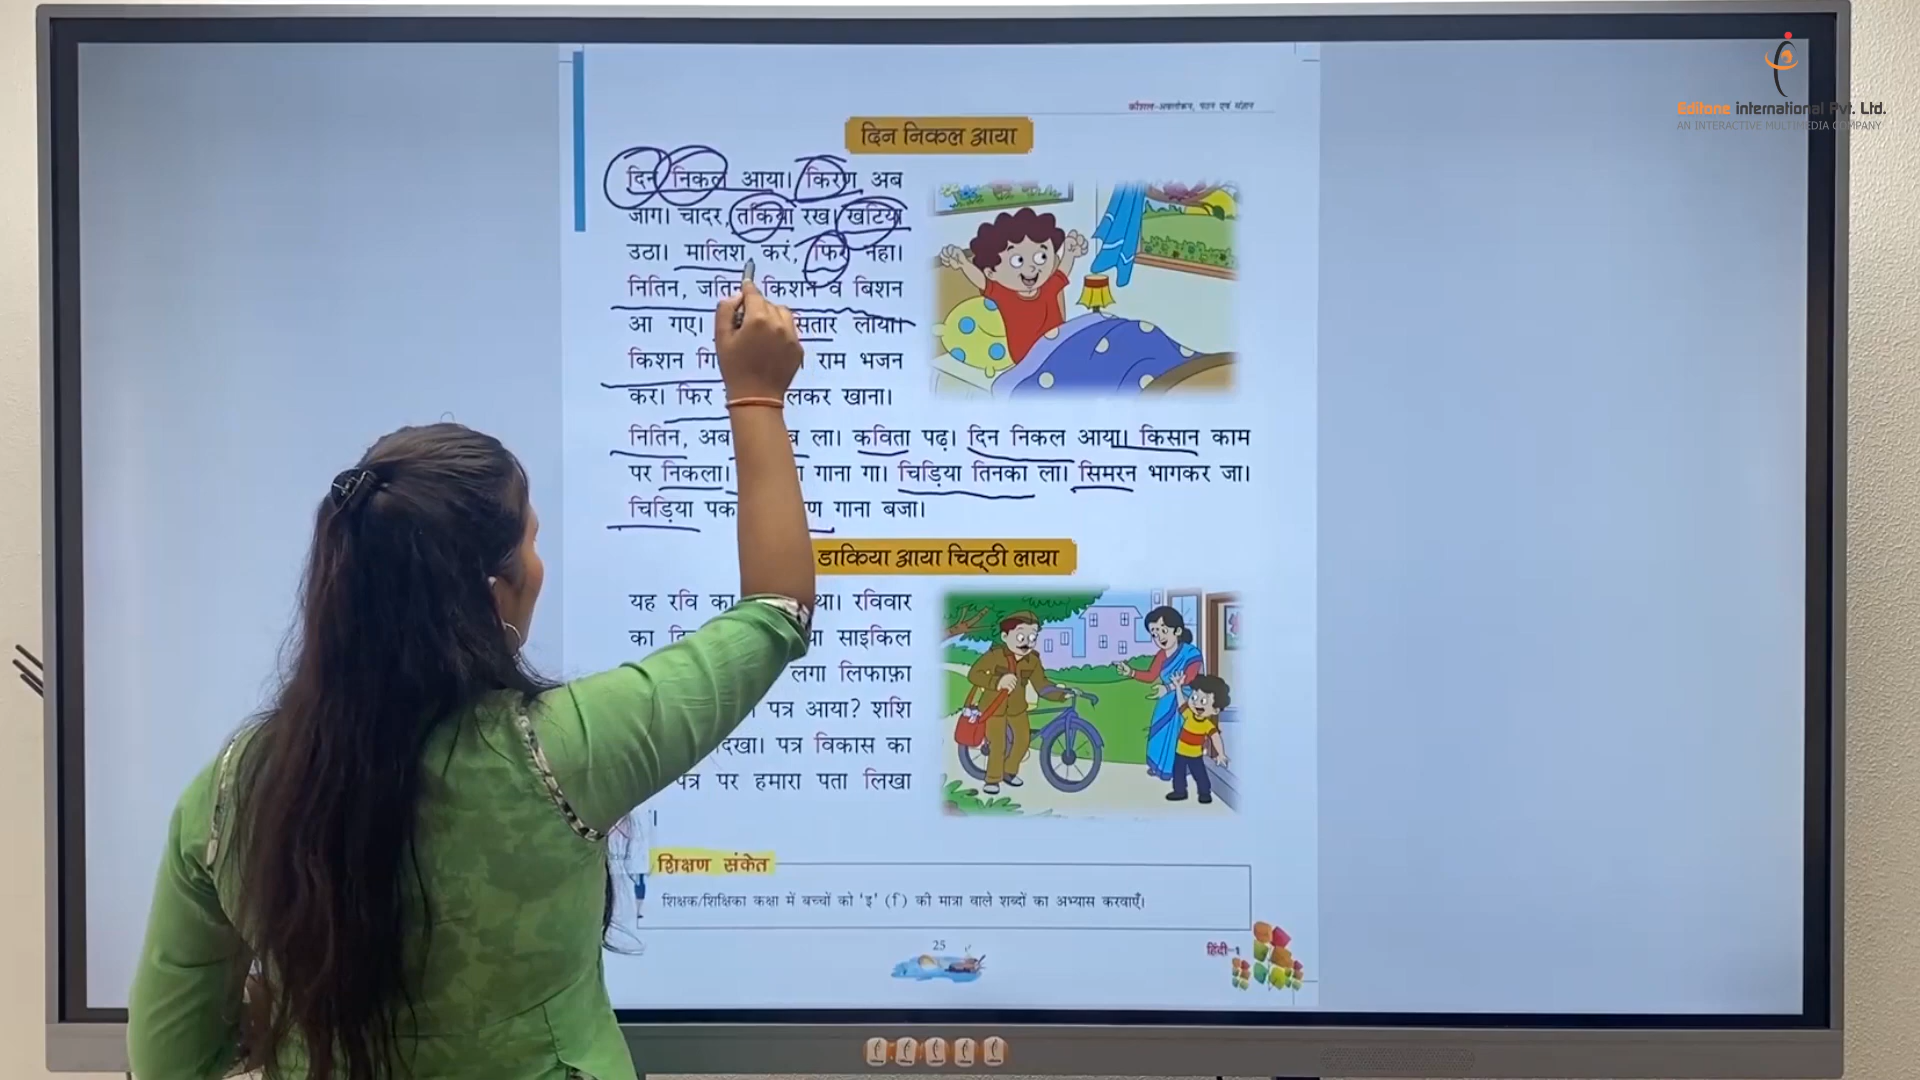 Editone international Pvt. Ltd.
AN INTERACTIVE MULTIMEDIA COMPANY
कौशल-अवलोकन, पठन एवं संज्ञान
दिन निकल आया
दिन निकल आया। किरण अब
जाग। चादर, तकिया रख। खटिया
उठा। मालिश करं, फिर नहा।
नितिन, जतिन किशन व बिशन
आ गए। सितार लाया।
किशन राम भजन
कर। फिर खाना।
नितिन, अब ला। कविता पढ़। दिन निकल आया। किसान काम
पर निकला। गाना गा। चिड़िया तिनका ला। सिमरन भागकर जा।
चिड़िया गाना बजा।
डाकिया आया चिट्ठी लाया
यह रवि का था। रविवार
का साइकिल
लगा लिफाफ़ा
पत्र आया? शशि
पत्र विकास का
पत्र पर हमारा पता लिखा
शिक्षण संकेत
शिक्षक/शिक्षिका कक्षा में बच्चों को 'इ' (ि) की मात्रा वाले शब्दों का अभ्यास करवाएँ।
25
हिंदी-1